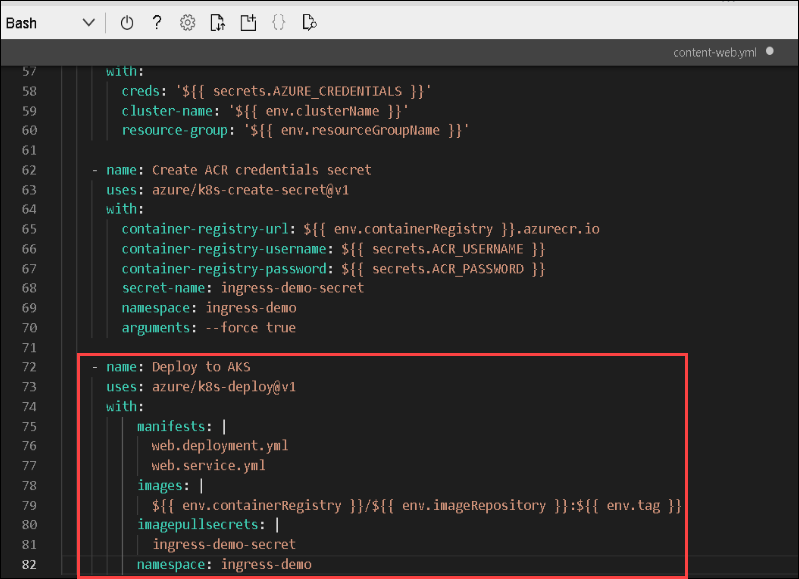 Bash
content-web.yml
57 with:
58 creds: '${{ secrets.AZURE_CREDENTIALS }}'
59 cluster-name: '${{ env.clusterName }}'
60 resource-group: '${{ env.resourceGroupName }}'
61
62 - name: Create ACR credentials secret
63 uses: azure/k8s-create-secret@v1
64 with:
65 container-registry-url: ${{ env.containerRegistry }}.azurecr.io
66 container-registry-username: ${{ secrets.ACR_USERNAME }}
67 container-registry-password: ${{ secrets.ACR_PASSWORD }}
68 secret-name: ingress-demo-secret
69 namespace: ingress-demo
70 arguments: --force true
71
72 - name: Deploy to AKS
73 uses: azure/k8s-deploy@v1
74 with:
75 manifests: |
76 web.deployment.yml
77 web.service.yml
78 images: |
79 ${{ env.containerRegistry }}/${{ env.imageRepository }}:${{ env.tag }}
80 imagepullsecrets: |
81 ingress-demo-secret
82 namespace: ingress-demo